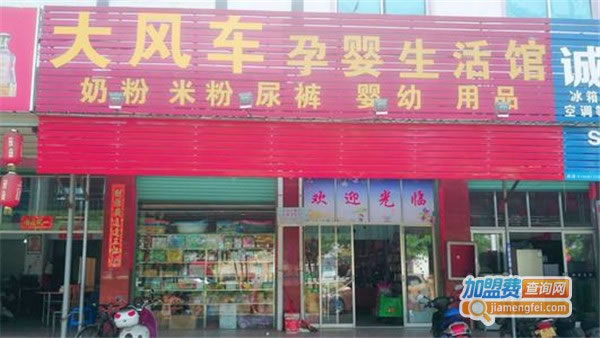 大风车孕婴生活馆
奶粉 米粉尿裤 婴幼 用品
欢迎光临
诚
冰箱
空调
S
加盟费查询网
jiamengfei.com